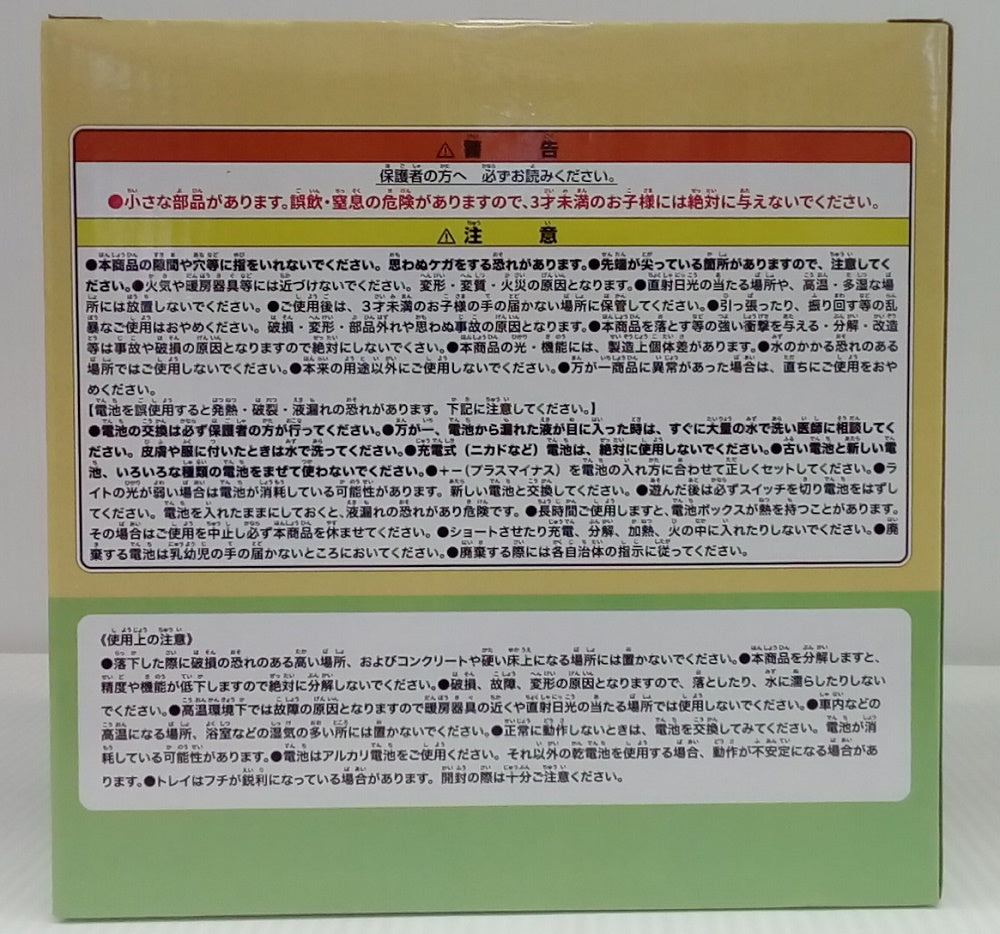 ⚠警告
保護者の方へ 必ずお読みください。
●小さな部品があります。誤飲・窒息の危険がありますので、3才未満のお子様には絶対に与えないでください。
⚠注意
●本商品の隙間や穴等に指をいれないでください。思わぬケガをする恐れがあります。●先端が尖っている箇所がありますので、注意してく
ださい。●火気や暖房器具等には近づけないでください。変形・変質・火災の原因となります。●直射日光の当たる場所や、高温・多湿な場
所には放置しないでください。●ご使用後は、3才未満のお子様の手の届かない場所に保管してください。●引っ張ったり、振り回す等の乱
暴なご使用はおやめください。破損・変形・部品外れや思わぬ事故の原因となります。●本商品を落とす等の強い衝撃を与える・分解・改造
等は事故や破損の原因となりますので絶対にしないでください。●本商品の光・機能には、製造上個体差があります。●水のかかる恐れのある
場所ではご使用しないでください。●本来の用途以外にご使用しないでください。●万が一商品に異常があった場合は、直ちにご使用をおや
めください。
【電池を誤使用すると発熱・破裂・液漏れの恐れがあります。下記に注意してください。】
●電池の交換は必ず保護者の方が行ってください。●万が一、電池から漏れた液が目に入った時は、すぐに大量の水で洗い医師に相談してく
ださい。皮膚や服に付いたときは水で洗ってください。●充電式（ニカドなど）電池は、絶対に使用しないでください。●古い電池と新しい電
池、いろいろな種類の電池をまぜて使わないでください。●+−（プラスマイナス）を電池の入れ方に合わせて正しくセットしてください。●ラ
イトの光が弱い場合は電池が消耗している可能性があります。新しい電池と交換してください。●遊んだ後は必ずスイッチを切り電池をはずし
てください。電池を入れたままにしておくと、液漏れの恐れがあり危険です。●長時間ご使用しますと、電池ボックスが熱を持つことがあります。
その場合はご使用を中止し必ず本商品を休ませてください。●ショートさせたり充電、分解、加熱、火の中に入れたりしないでください。●廃
棄する電池は乳幼児の手の届かないところにおいてください。●廃棄する際には各自治体の指示に従ってください。
《使用上の注意》
●落下した際に破損の恐れのある高い場所、およびコンクリートや硬い床上になる場所には置かないでください。●本商品を分解しますと、
精度や機能が低下しますので絶対に分解しないでください。●破損、故障、変形の原因となりますので、落としたり、水に濡らしたりしない
でください。●高温環境下では故障の原因となりますので暖房器具の近くや直射日光の当たる場所では使用しないでください。●車内などの
高温になる場所、浴室などの湿気の多い所には置かないでください。●正常に動作しないときは、電池を交換してみてください。電池が消
耗している可能性があります。●電池はアルカリ電池をご使用ください。それ以外の乾電池を使用する場合、動作が不安定になる場合があ
ります。●トレイはフチが鋭利になっている場合があります。開封の際は十分ご注意ください。